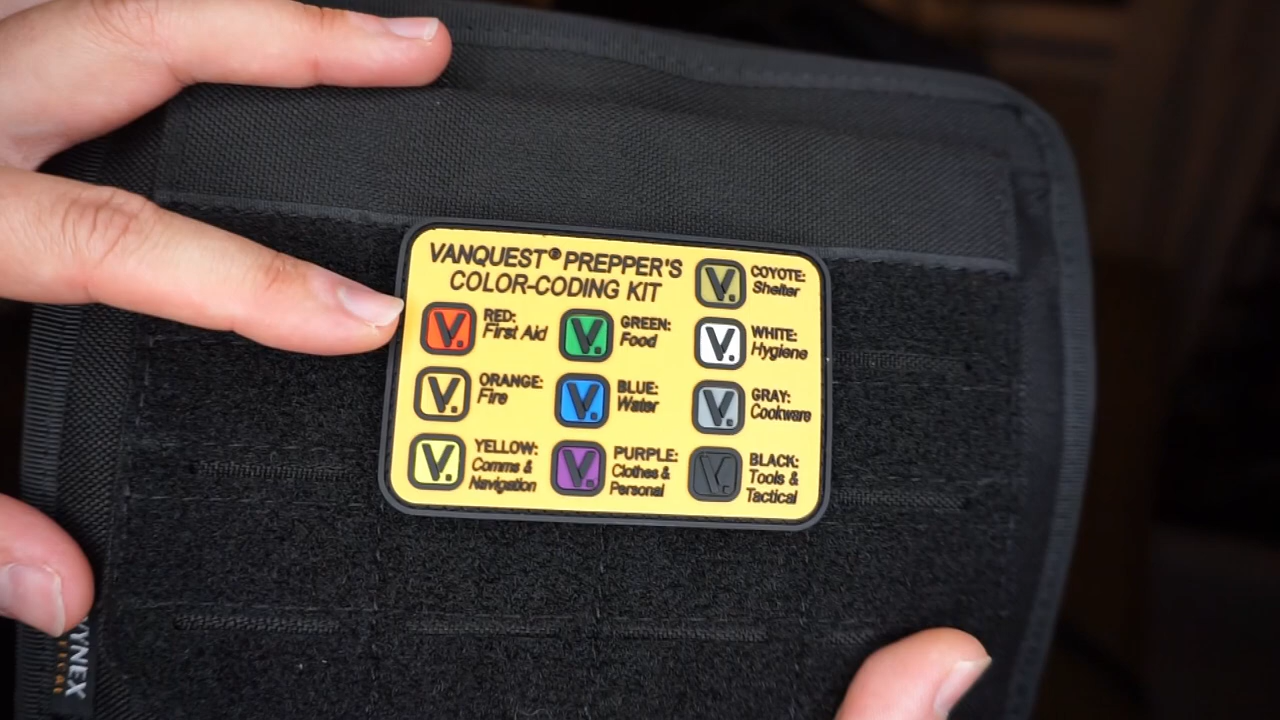 VANQUEST® PREPPER'S
COLOR-CODING KIT
V.
RED:
First Aid
V.
ORANGE:
Fire
V.
YELLOW:
Comms &
Navigation
V.
GREEN:
Food
V.
BLUE:
Water
V.
PURPLE:
Clothes &
Personal
V.
COYOTE:
Shelter
V.
WHITE:
Hygiene
V.
GRAY:
Cookware
V.
BLACK:
Tools &
Tactical